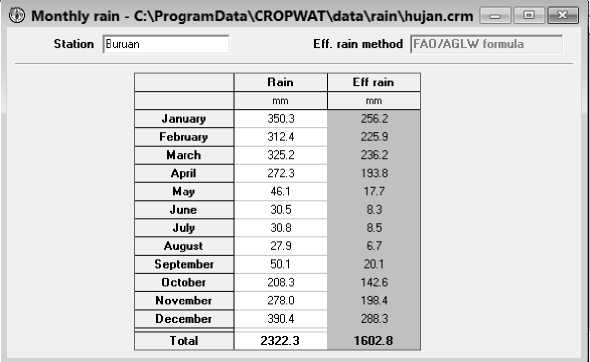 Monthly rain - C:\ProgramData\CROPWAT\data\rain\hujan.crm
Station Buruan Eff. rain method FAO/AGLW formula
Rain Eff rain
mm mm
January 350.3 256.2
February 312.4 225.9
March 325.2 236.2
April 272.3 193.8
May 46.1 17.7
June 30.5 8.3
July 30.8 8.5
August 27.9 6.7
September 50.1 20.1
October 208.3 142.6
November 278.0 198.4
December 390.4 288.3
Total 2322.3 1602.8